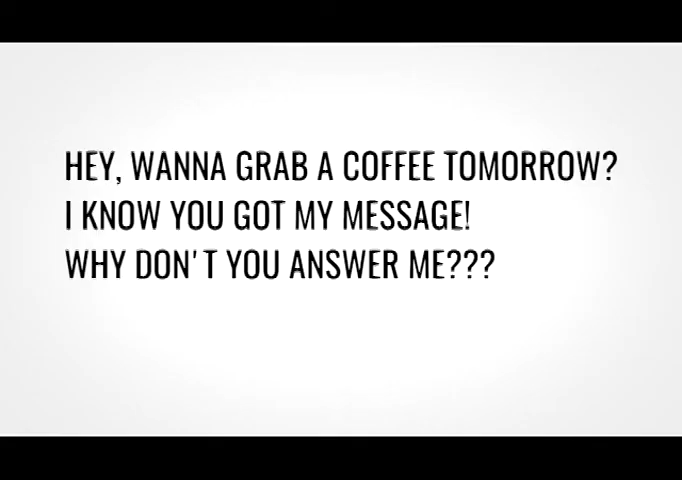 HEY, WANNA GRAB A COFFEE TOMORROW?
I KNOW YOU GOT MY MESSAGE!
WHY DON'T YOU ANSWER ME???